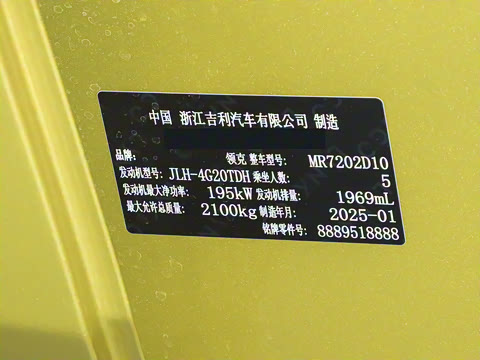 中国 浙江吉利汽车有限公司 制造
品牌: 领克 整车型号: MR7202D10
发动机型号: JLH-4G20TDH 乘坐人数: 5
发动机最大净功率: 195kW 发动机排量: 1969mL
最大允许总质量: 2100kg 制造年月: 2025-01
铭牌零件号: 8889518888